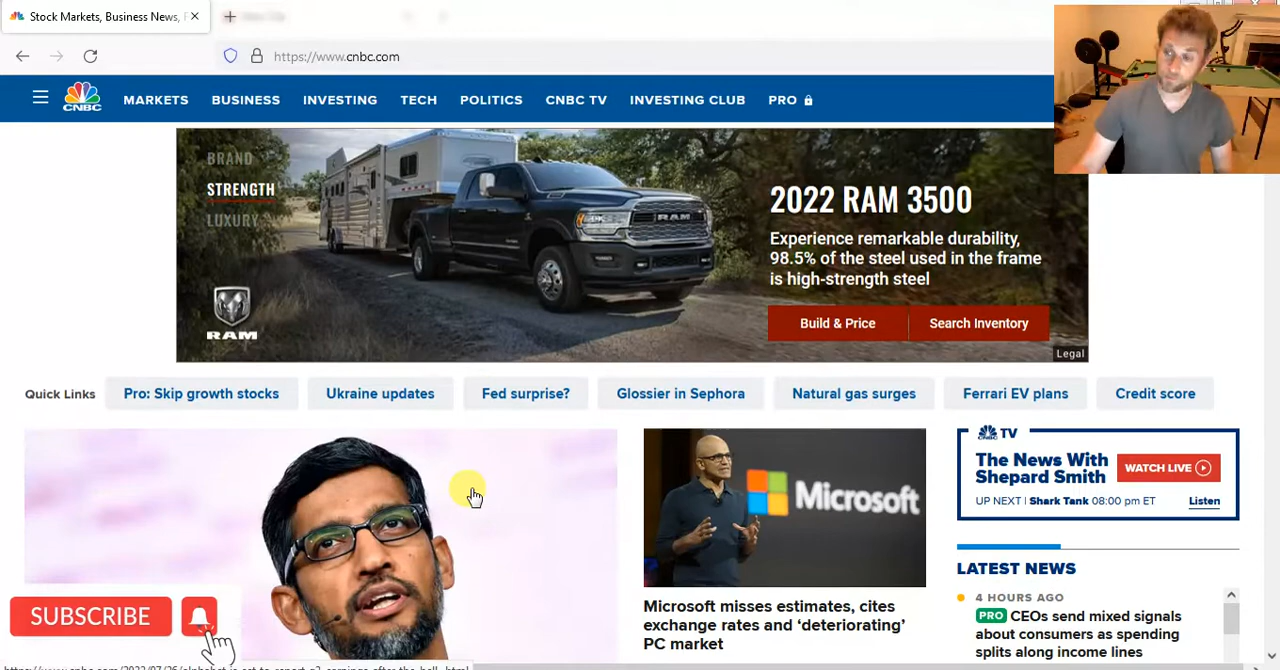 Stock Markets, Business News, F
https://www.cnbc.com
CNBC
MARKETS
BUSINESS
INVESTING
TECH
POLITICS
CNBC TV
INVESTING CLUB
PRO
BRAND
STRENGTH
LUXURY
RAM
RAM
2022 RAM 3500
Experience remarkable durability,
98.5% of the steel used in the frame
is high-strength steel
Build & Price
Search Inventory
Legal
Quick Links
Pro: Skip growth stocks
Ukraine updates
Fed surprise?
Glossier in Sephora
Natural gas surges
Ferrari EV plans
Credit score
Microsoft
Microsoft misses estimates, cites
exchange rates and ‘deteriorating’
PC market
CNBC TV
The News With
Shepard Smith
WATCH LIVE
UP NEXT | Shark Tank 08:00 pm ET
Listen
LATEST NEWS
4 HOURS AGO
PRO CEOs send mixed signals
about consumers as spending
splits along income lines
SUBSCRIBE